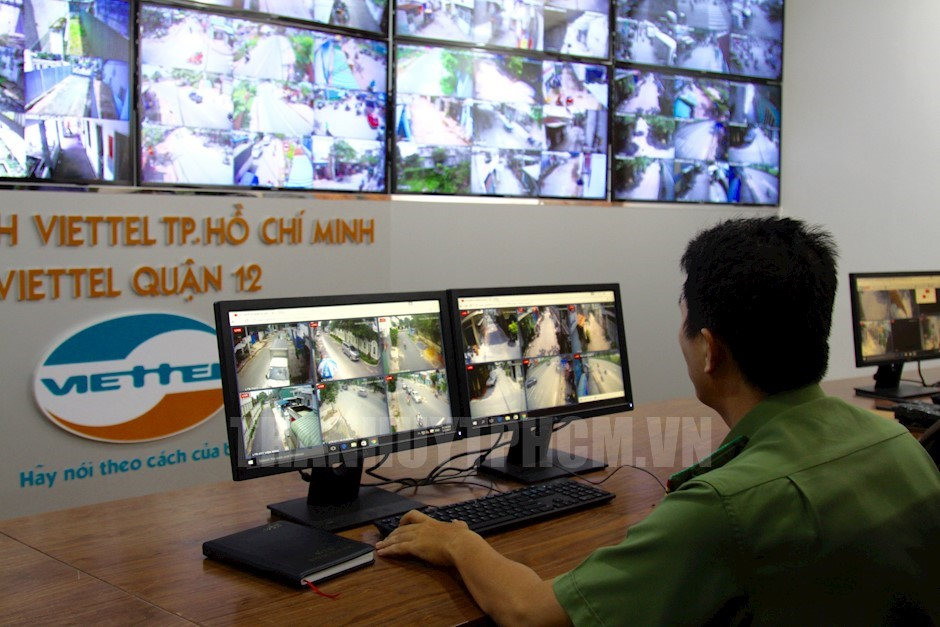 H VIETTEL TP. HỒ CHÍ MINH
VIETTEL QUẬN 12
VIETTEL
Hãy nói theo cách của b
THANHUYTPHCM.VN